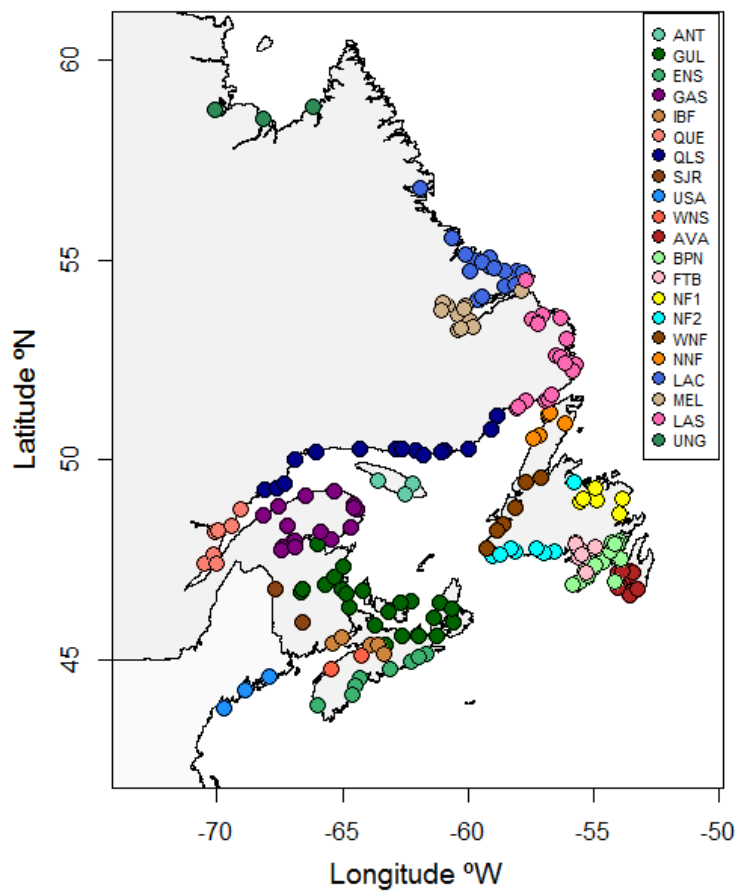 ANT
GUL
ENS
GAS
IBF
QUE
QLS
SJR
USA
WNS
AVA
BPN
FTB
NF1
NF2
WNF
NNF
LAC
MEL
LAS
UNG
60
55
50
45
Latitude ºN
-70 -65 -60 -55 -50
Longitude ºW